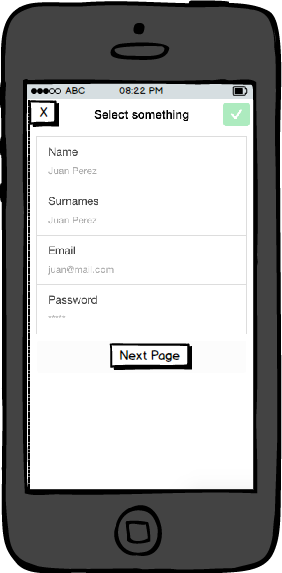 ABC 08:22 PM
X Select something
Name
Juan Perez
Surnames
Juan Perez
Email
juan@mail.com
Password
*****
Next Page